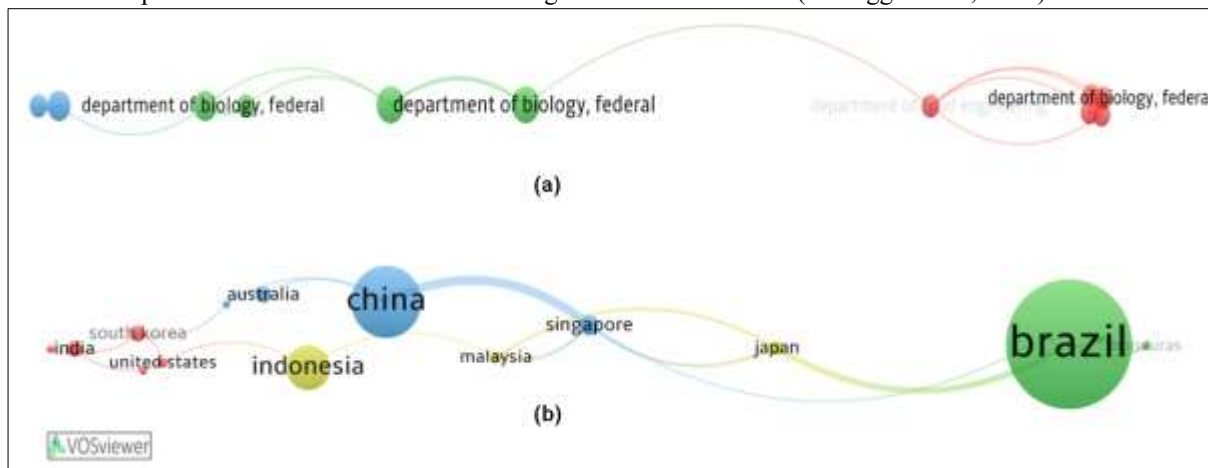 department of biology, federal
department of biology, federal
department of biology, federal
(a)
australia
china
singapore
south korea
india
united states
indonesia
malaysia
japan
brazil
(b)
VOSviewer